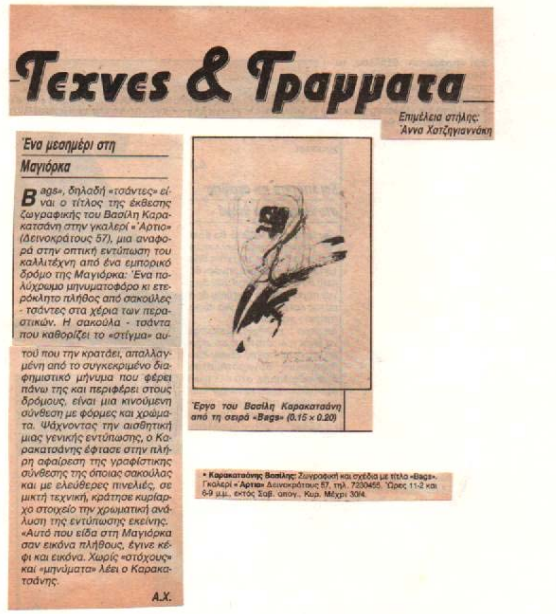 Τεχνες & Γραμματα
Επιμέλεια στήλης:
Άννα Χατζηγιαννάκη
Ένα μεσημέρι στη
Μαγιόρκα
Bags», δηλαδή «τσάντες» εί-
ναι ο τίτλος της έκθεσης
ζωγραφικής του Βασίλη Καρα-
κατσάνη στην γκαλερί «Άρτιο»
(Δεινοκράτους 57), μια αναφο-
ρά στην οπτική εντύπωση του
καλλιτέχνη από ένα εμπορικό
δρόμο της Μαγιόρκα: Ένα πο-
λύχρωμο μηνυματοφόρο κι ετε-
ρόκλητο πλήθος από σακούλες
- τσάντες στα χέρια των περα-
στικών. Η σακούλα - τσάντα
που καθορίζει το «στίγμα» αυ-
τού που την κρατάει, απαλλαγ-
μένη από το συγκεκριμένο δια-
φημιστικό μήνυμα που φέρει
πάνω της και περιφέρει στους
δρόμους, είναι μια κινούμενη
σύνθεση με φόρμες και χρώμα-
τα. Ψάχνοντας την αισθητική
μιας γενικής εντύπωσης, ο Κα-
ρακατσάνης έφτασε στην πλή-
ρη αφαίρεση της γραφίστικης
σύνθεσης της όποιας σακούλας
και με ελεύθερες πινελιές, σε
μικτή τεχνική, κράτησε κυρίαρ-
χο στοιχείο την χρωματική ανά-
λυση της εντύπωσης εκείνης.
«Αυτό που είδα στη Μαγιόρκα
σαν εικόνα πλήθους, έγινε κέ-
φι και εικόνα. Χωρίς «στόχους»
και «μηνύματα» λέει ο Καρακα-
τσάνης.
Α.Χ.
Έργο του Βασίλη Καρακατσάνη
από τη σειρά «Bags» (0.15 × 0.20)
• Καρακατσάνης Βασίλης: Ζωγραφική και σχέδια με τίτλο «Bags».
Γκαλερί «Άρτιο» Δεινοκράτους 57, τηλ. 7230455. Ώρες 11-2 και
6-9 μ.μ., εκτός Σαβ. απογ., Κυρ. Μέχρι 30/4.